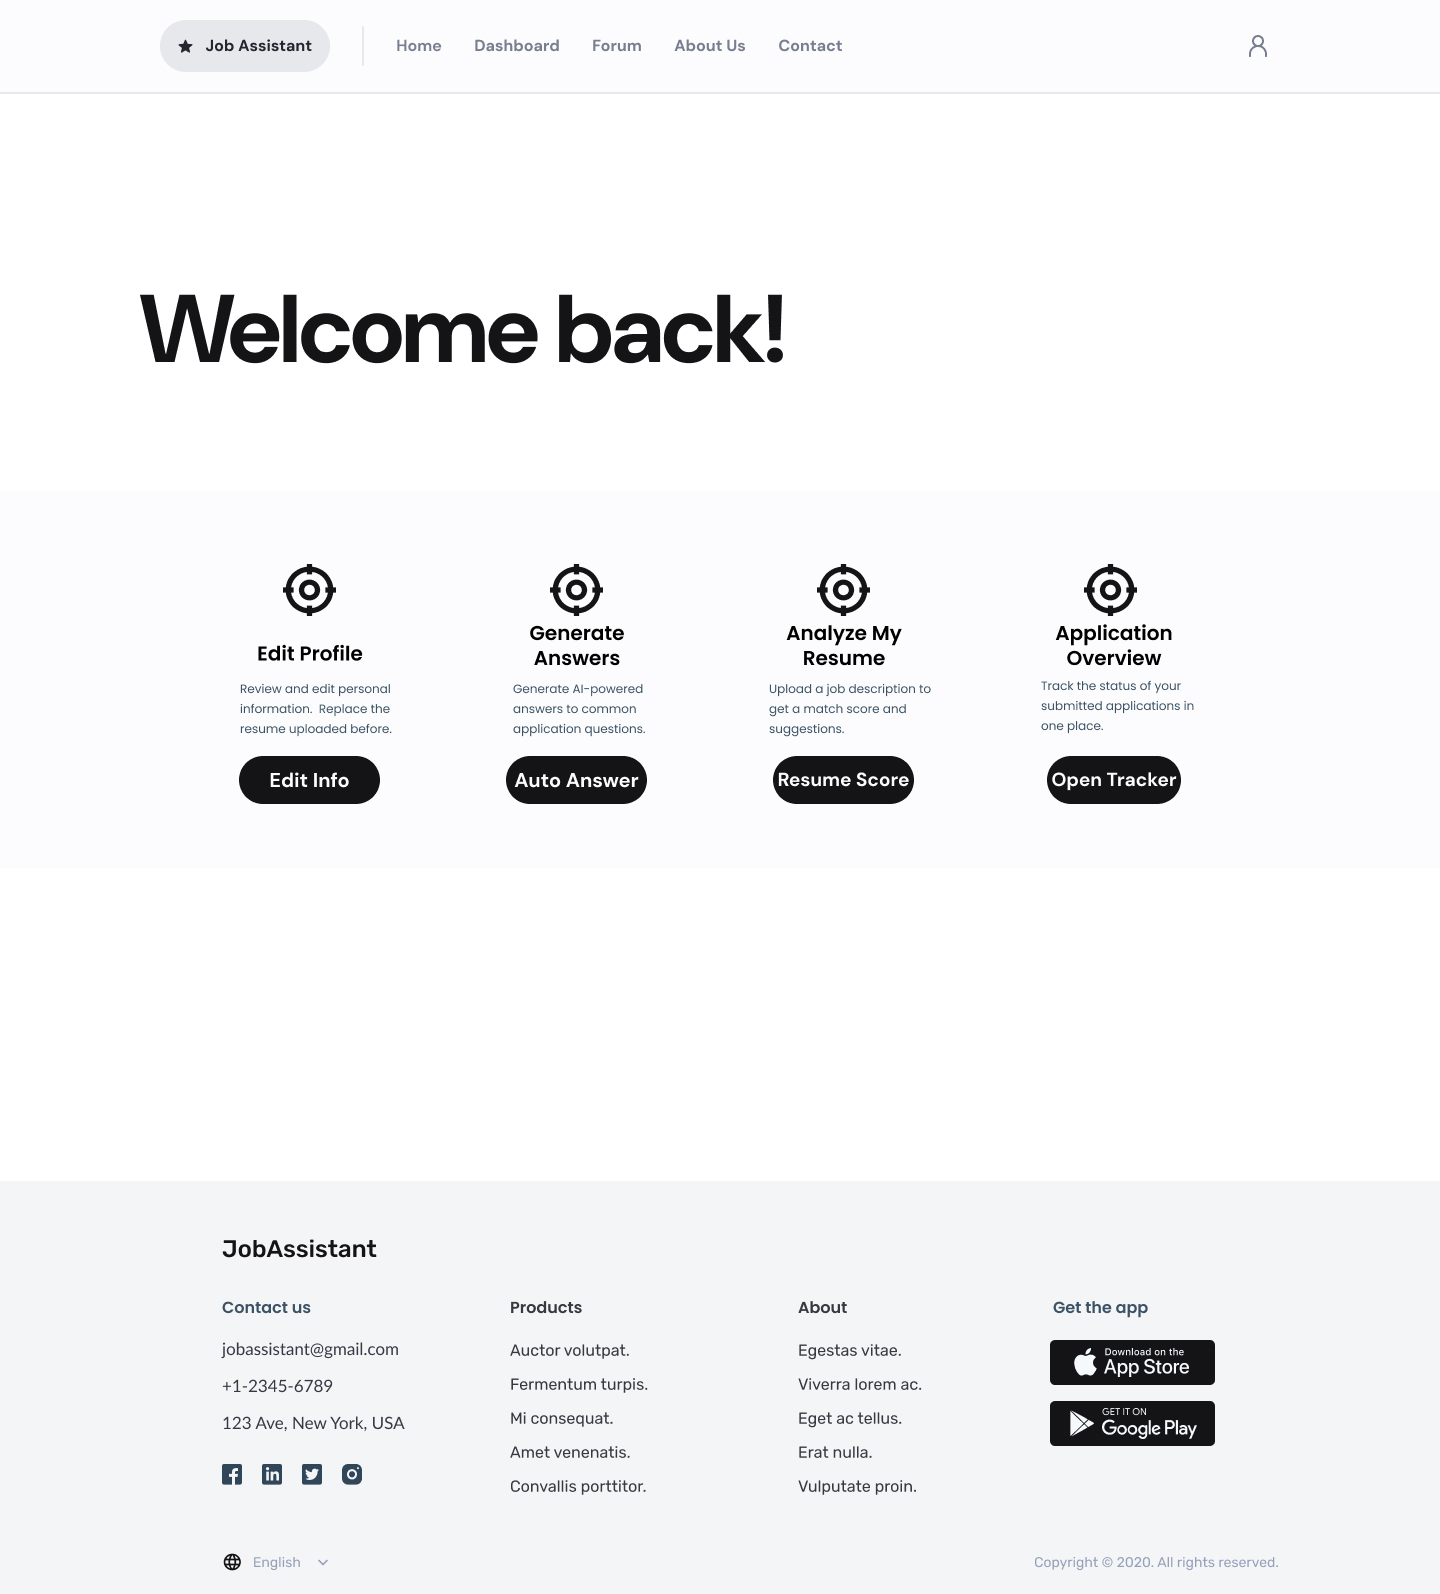 Job Assistant
Home Dashboard Forum About Us Contact
Welcome back!
Edit Profile
Review and edit personal
information.  Replace the
resume uploaded before.
Edit Info
Generate
Answers
Generate AI-powered
answers to common
application questions.
Auto Answer
Analyze My
Resume
Upload a job description to
get a match score and
suggestions.
Resume Score
Application
Overview
Track the status of your
submitted applications in
one place.
Open Tracker
JobAssistant
Contact us
jobassistant@gmail.com
+1-2345-6789
123 Ave, New York, USA
Products
Auctor volutpat.
Fermentum turpis.
Mi consequat.
Amet venenatis.
Convallis porttitor.
About
Egestas vitae.
Viverra lorem ac.
Eget ac tellus.
Erat nulla.
Vulputate proin.
Get the app
Download on the
App Store
GET IT ON
Google Play
English
Copyright © 2020. All rights reserved.